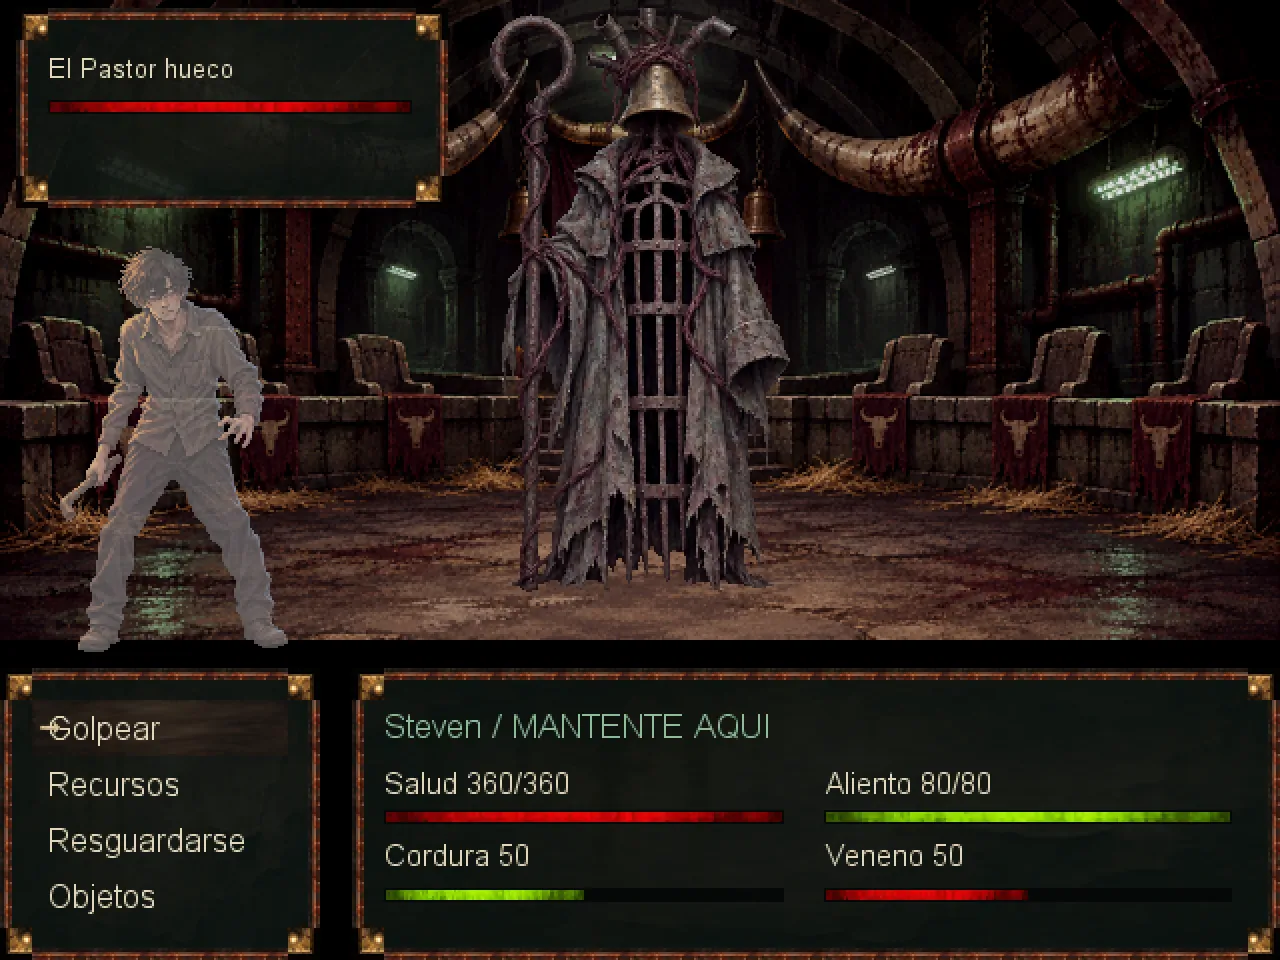 El Pastor hueco
Golpear
Recursos
Resguardarse
Objetos
Steven / MANTENTE AQUI
Salud 360/360
Aliento 80/80
Cordura 50
Veneno 50